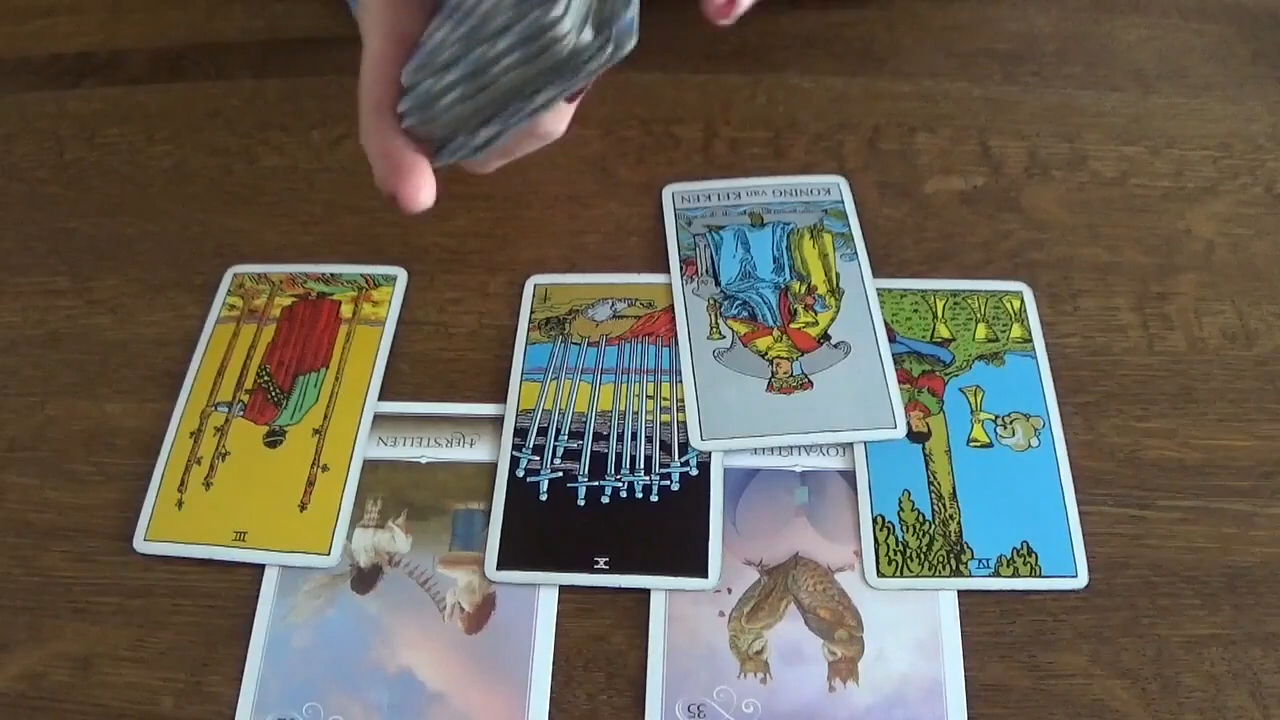 KONING van KELKEN
HERSTELLEN
LOYALITEIT
III
X
IV
35